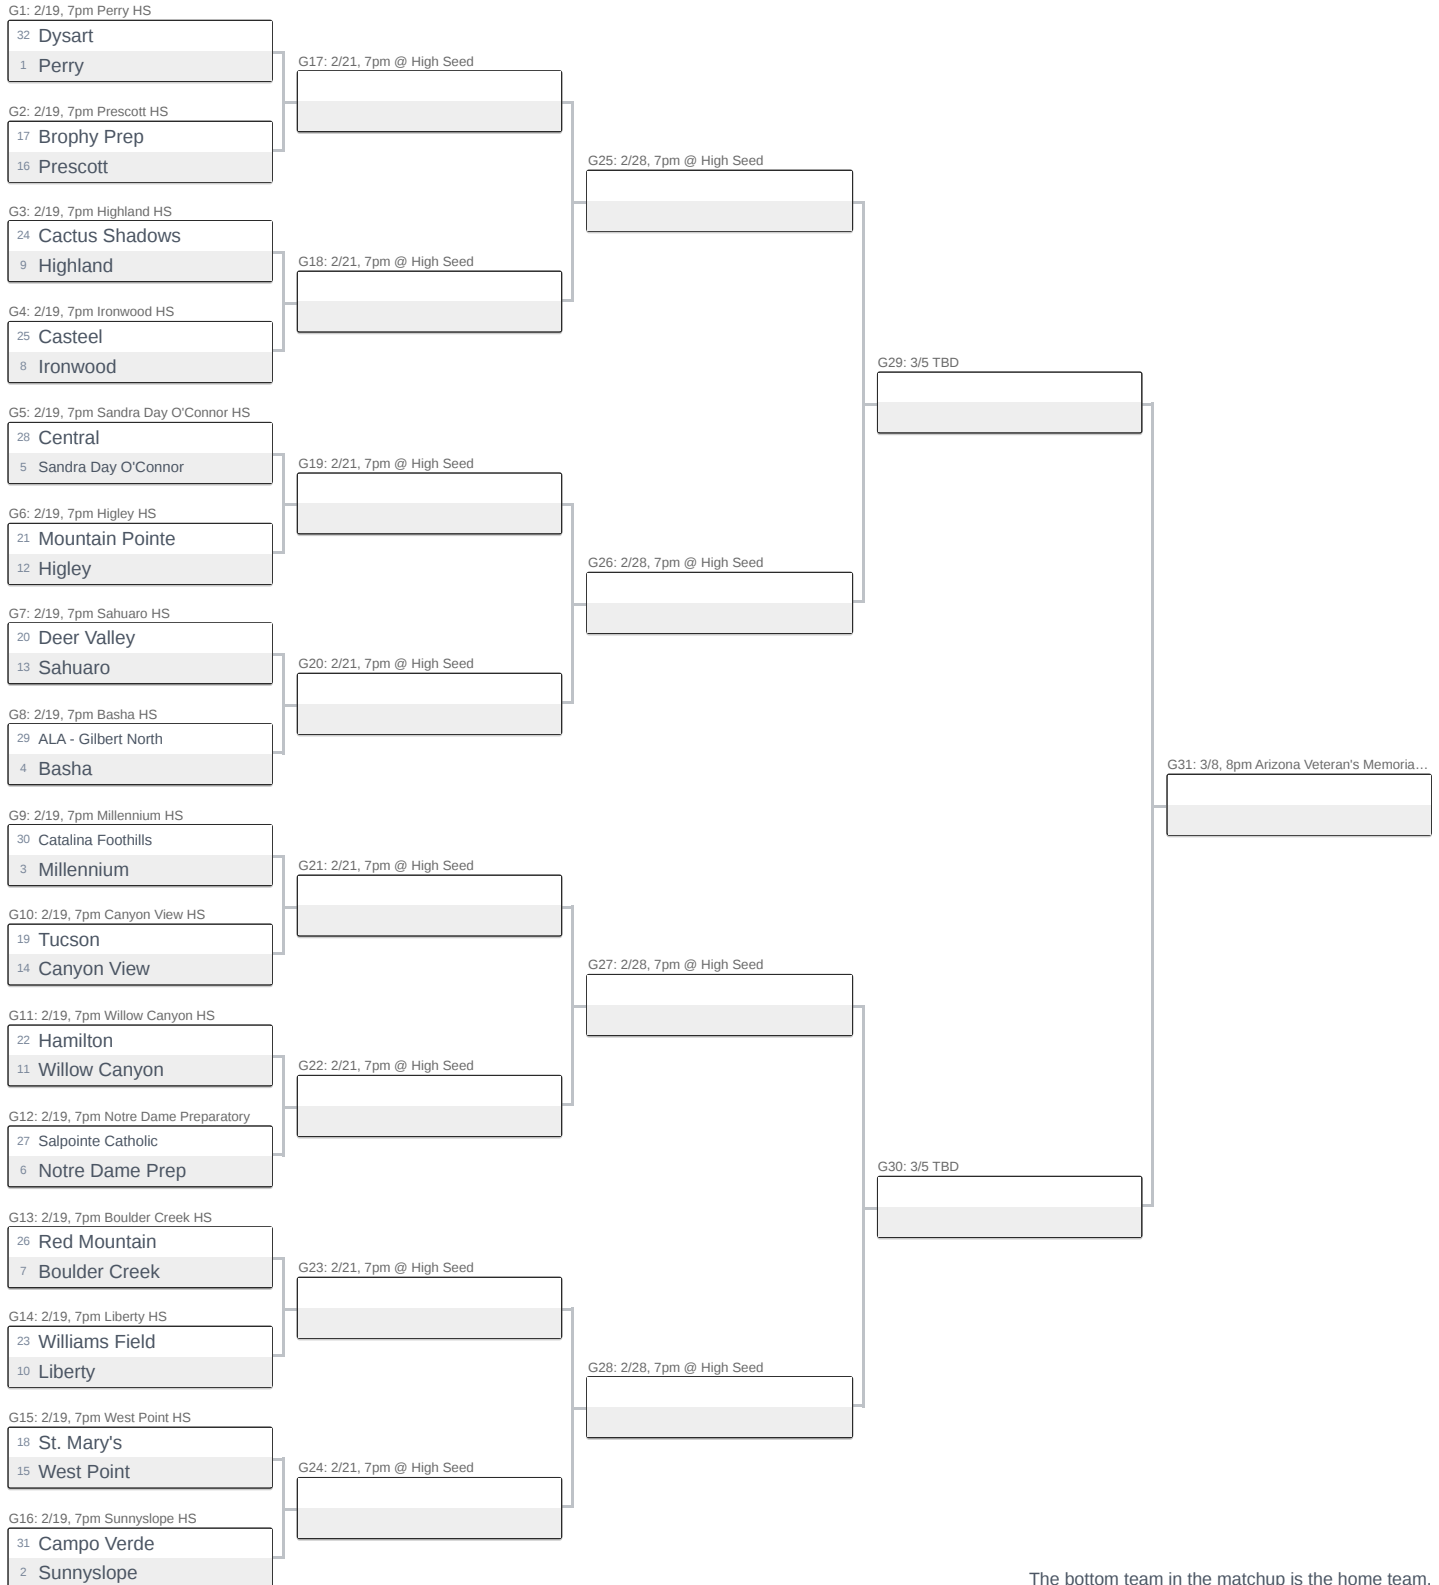 G1: 2/19, 7pm Perry HS
32 Dysart
1 Perry
G2: 2/19, 7pm Prescott HS
17 Brophy Prep
16 Prescott
G3: 2/19, 7pm Highland HS
24 Cactus Shadows
9 Highland
G4: 2/19, 7pm Ironwood HS
25 Casteel
8 Ironwood
G5: 2/19, 7pm Sandra Day O'Connor HS
28 Central
5 Sandra Day O'Connor
G6: 2/19, 7pm Higley HS
21 Mountain Pointe
12 Higley
G7: 2/19, 7pm Sahuaro HS
20 Deer Valley
13 Sahuaro
G8: 2/19, 7pm Basha HS
29 ALA - Gilbert North
4 Basha
G9: 2/19, 7pm Millennium HS
30 Catalina Foothills
3 Millennium
G10: 2/19, 7pm Canyon View HS
19 Tucson
14 Canyon View
G11: 2/19, 7pm Willow Canyon HS
22 Hamilton
11 Willow Canyon
G12: 2/19, 7pm Notre Dame Preparatory
27 Salpointe Catholic
6 Notre Dame Prep
G13: 2/19, 7pm Boulder Creek HS
26 Red Mountain
7 Boulder Creek
G14: 2/19, 7pm Liberty HS
23 Williams Field
10 Liberty
G15: 2/19, 7pm West Point HS
18 St. Mary's
15 West Point
G16: 2/19, 7pm Sunnyslope HS
31 Campo Verde
2 Sunnyslope
G17: 2/21, 7pm @ High Seed
G18: 2/21, 7pm @ High Seed
G19: 2/21, 7pm @ High Seed
G20: 2/21, 7pm @ High Seed
G21: 2/21, 7pm @ High Seed
G22: 2/21, 7pm @ High Seed
G23: 2/21, 7pm @ High Seed
G24: 2/21, 7pm @ High Seed
G25: 2/28, 7pm @ High Seed
G26: 2/28, 7pm @ High Seed
G27: 2/28, 7pm @ High Seed
G28: 2/28, 7pm @ High Seed
G29: 3/5 TBD
G30: 3/5 TBD
G31: 3/8, 8pm Arizona Veteran's Memoria...
The bottom team in the matchup is the home team.